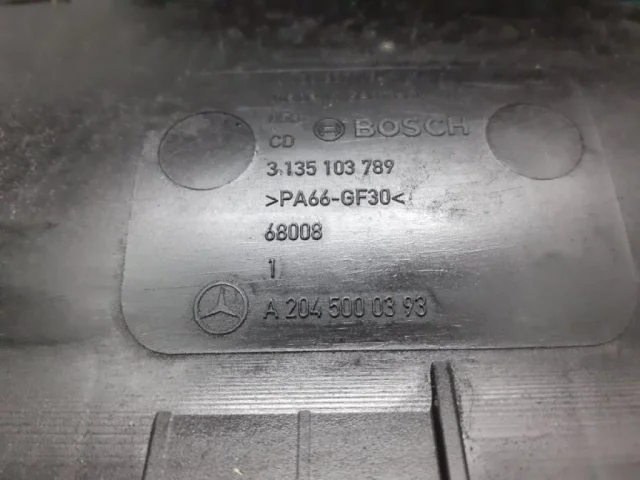 BOSCH
CD
3.135 103 789
>PA66-GF30<
68008
1
A 204 500 03 93